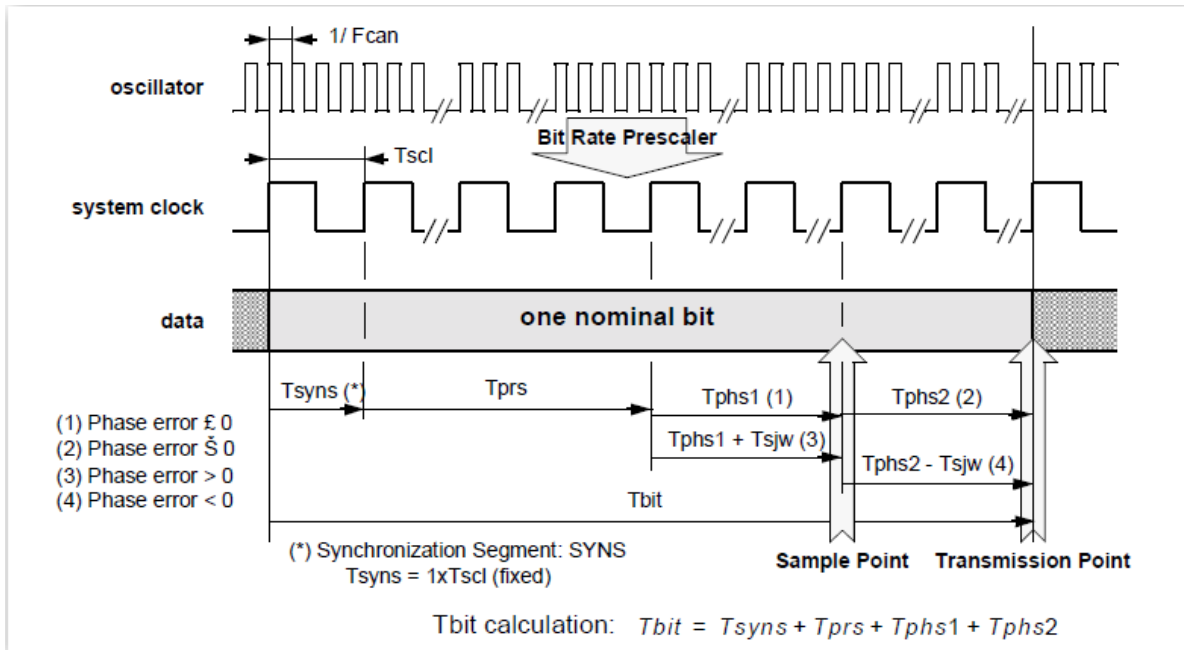 1/ Fcan
oscillator
Bit Rate Prescaler
Tscl
system clock
data
one nominal bit
Tsyns (*)
Tprs
Tphs1 (1)
Tphs2 (2)
(1) Phase error £ 0
Tphs1 + Tsjw (3)
(2) Phase error Š 0
Tphs2 - Tsjw (4)
(3) Phase error > 0
(4) Phase error < 0
Tbit
(*) Synchronization Segment: SYNS
Tsyns = 1xTscl (fixed)
Sample Point
Transmission Point
Tbit calculation: Tbit = Tsyns + Tprs + Tphs1 + Tphs2